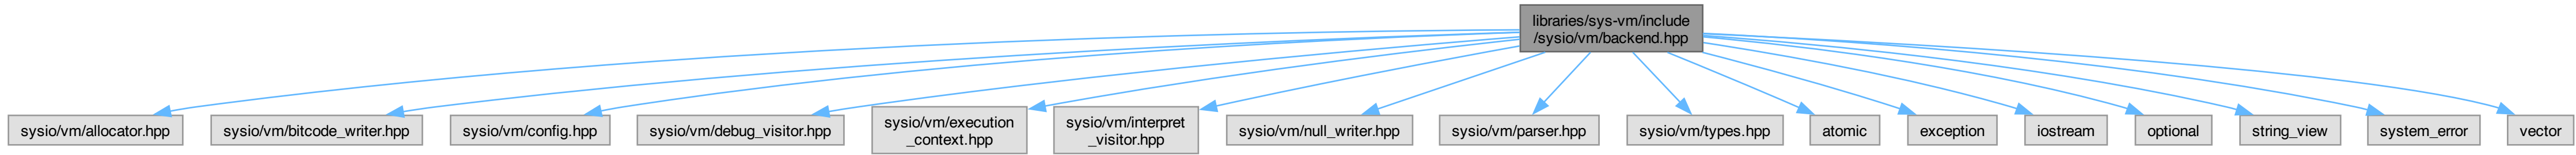 libraries/sys-vm/include
/sysio/vm/backend.hpp
sysio/vm/allocator.hpp
sysio/vm/bitcode_writer.hpp
sysio/vm/config.hpp
sysio/vm/debug_visitor.hpp
sysio/vm/execution
_context.hpp
sysio/vm/interpret
_visitor.hpp
sysio/vm/null_writer.hpp
sysio/vm/parser.hpp
sysio/vm/types.hpp
atomic
exception
iostream
optional
string_view
system_error
vector